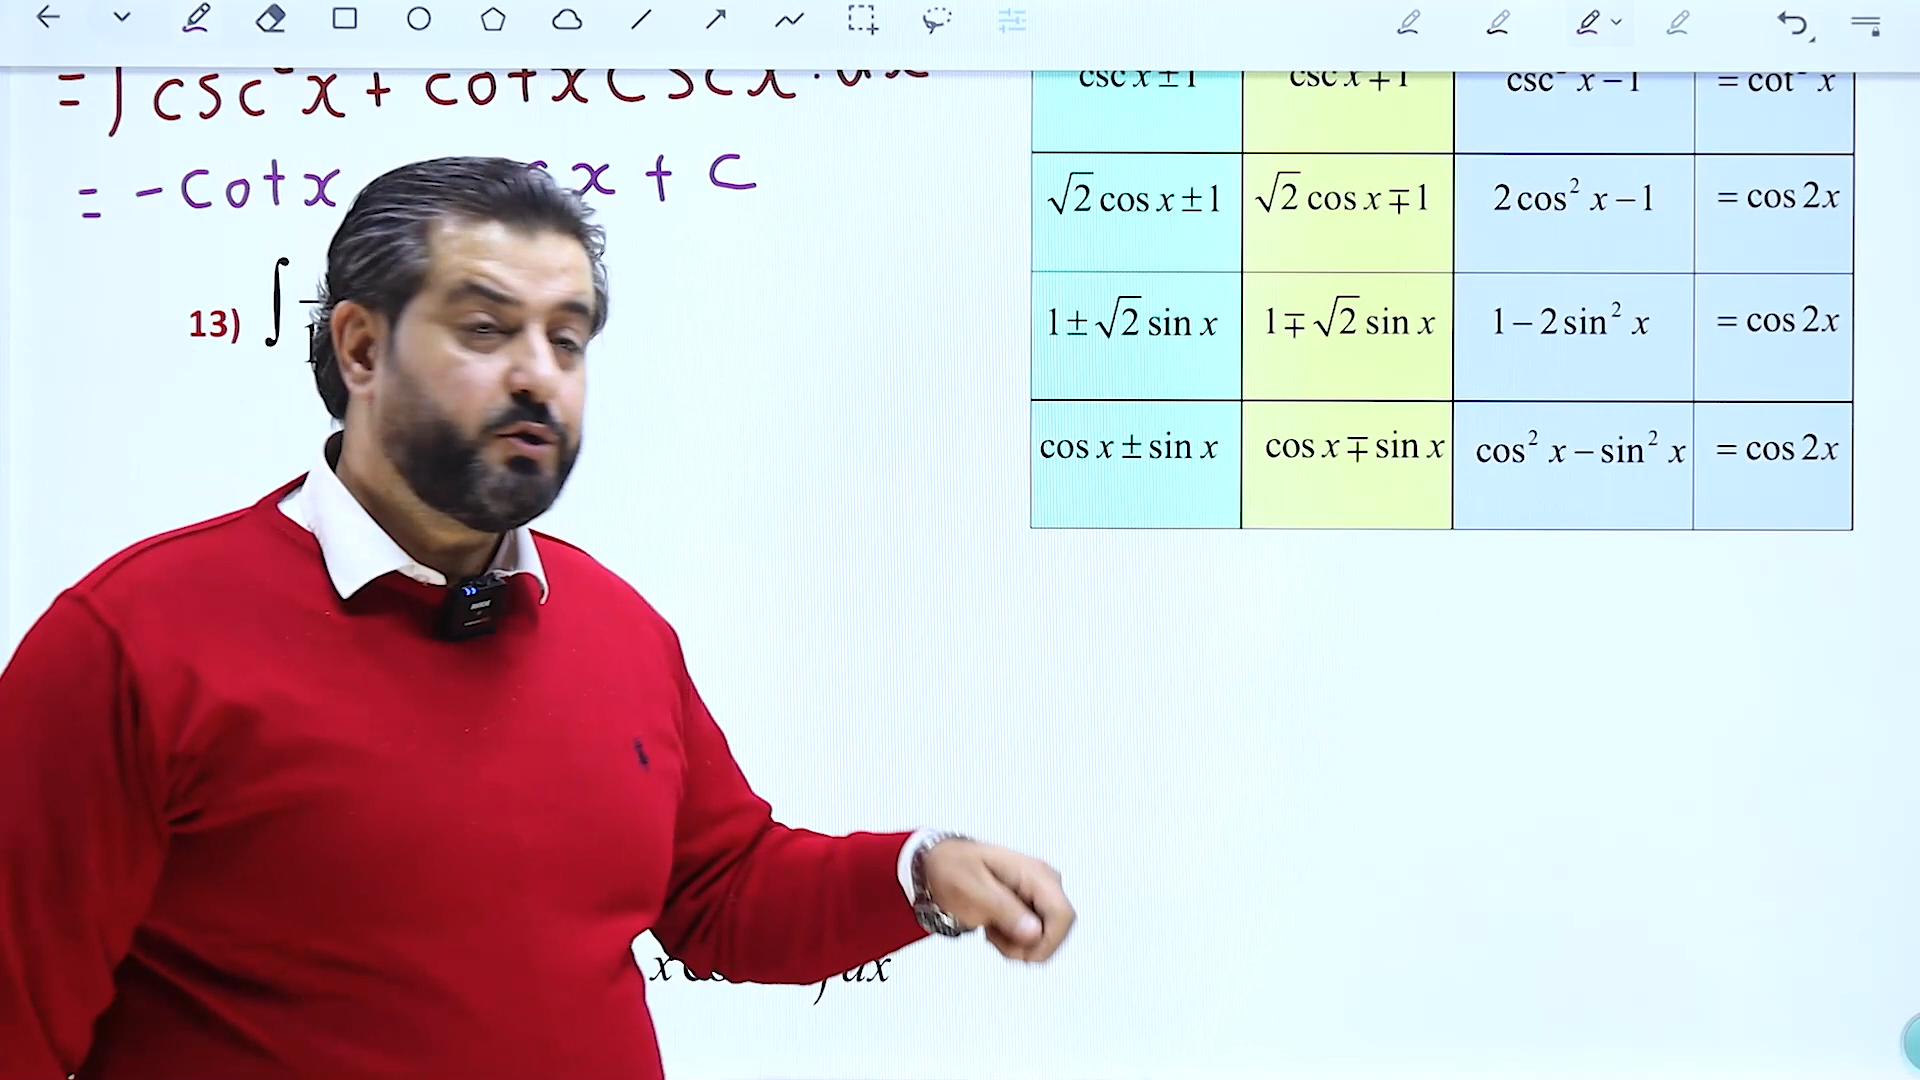 = ∫ csc² x + cot x csc x · dx
= - cot x x + c
13) ∫
1
x dx
csc x ± 1 csc x ∓ 1 csc² x − 1 = cot² x
√2 cos x ± 1 √2 cos x ∓ 1 2 cos² x − 1 = cos 2x
1 ± √2 sin x 1 ∓ √2 sin x 1 − 2 sin² x = cos 2x
cos x ± sin x cos x ∓ sin x cos² x − sin² x = cos 2x